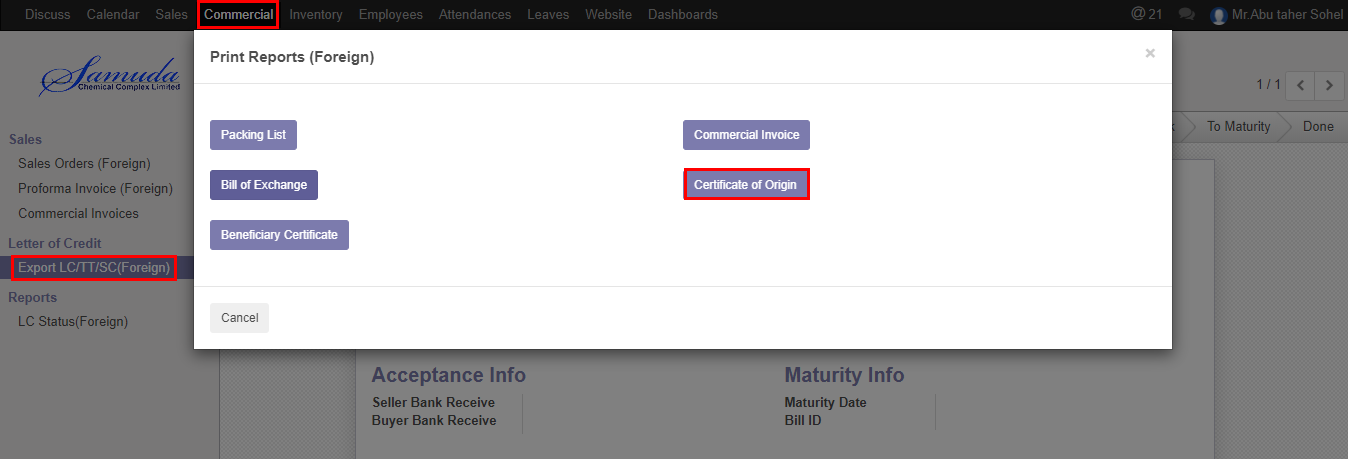 Discuss Calendar Sales Commercial Inventory Employees Attendances Leaves Website Dashboards @ 21 Mr.Abu taher Sohel
Samuda
Chemical Complex Limited
Sales
Sales Orders (Foreign)
Proforma Invoice (Foreign)
Commercial Invoices
Letter of Credit
Export LC/TT/SC(Foreign)
Reports
LC Status(Foreign)
Print Reports (Foreign) ×
Packing List
Commercial Invoice
Bill of Exchange
Certificate of Origin
Beneficiary Certificate
Cancel
1 / 1
To Maturity Done
Acceptance Info
Seller Bank Receive
Buyer Bank Receive
Maturity Info
Maturity Date
Bill ID